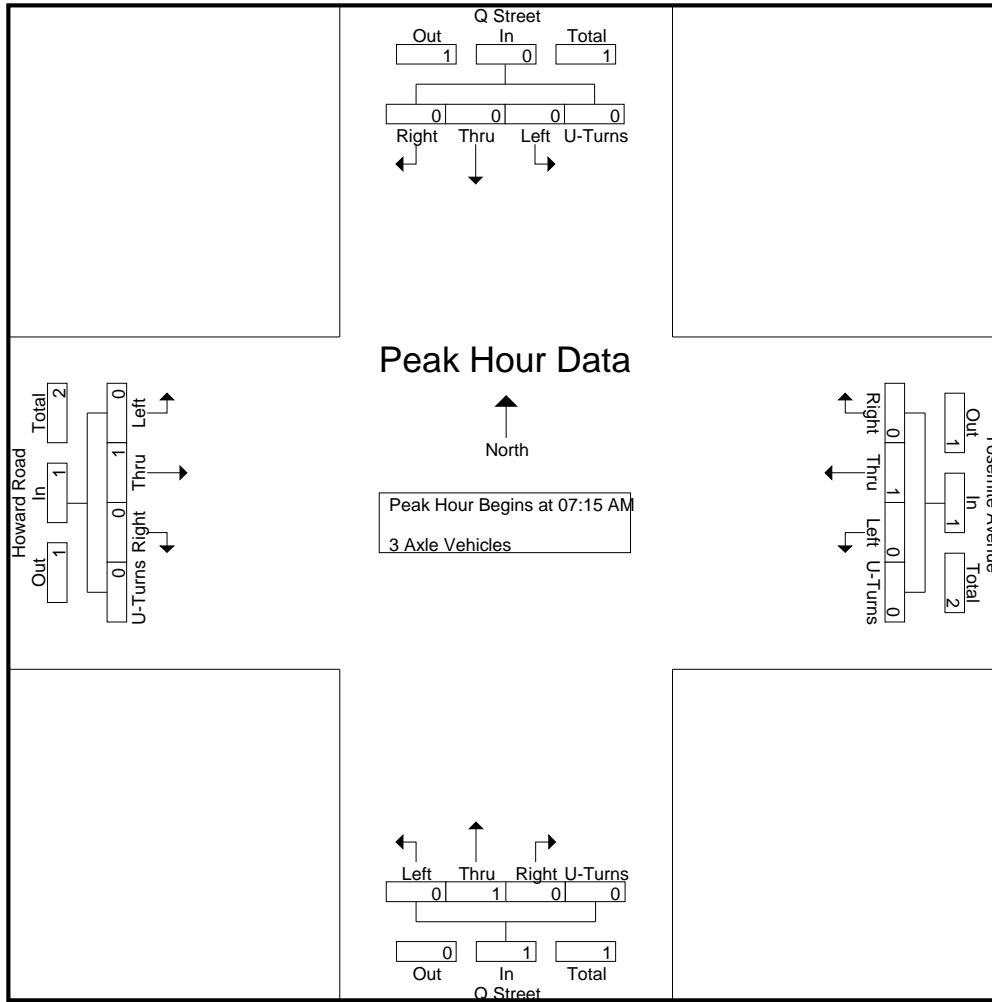 Q Street
Out In Total
1 0 1
0 0 0 0
Right Thru Left U-Turns
Peak Hour Data
North
Peak Hour Begins at 07:15 AM
3 Axle Vehicles
Howard Road
Total In Out
2 1 1
0 1 0 0
Left Thru Right U-Turns
Right Thru Left U-Turns
0 1 0 0
1 1 2
Out In Total
Yosemite Avenue
Left Thru Right U-Turns
0 1 0 0
0 1 1
Out In Total
Q Street